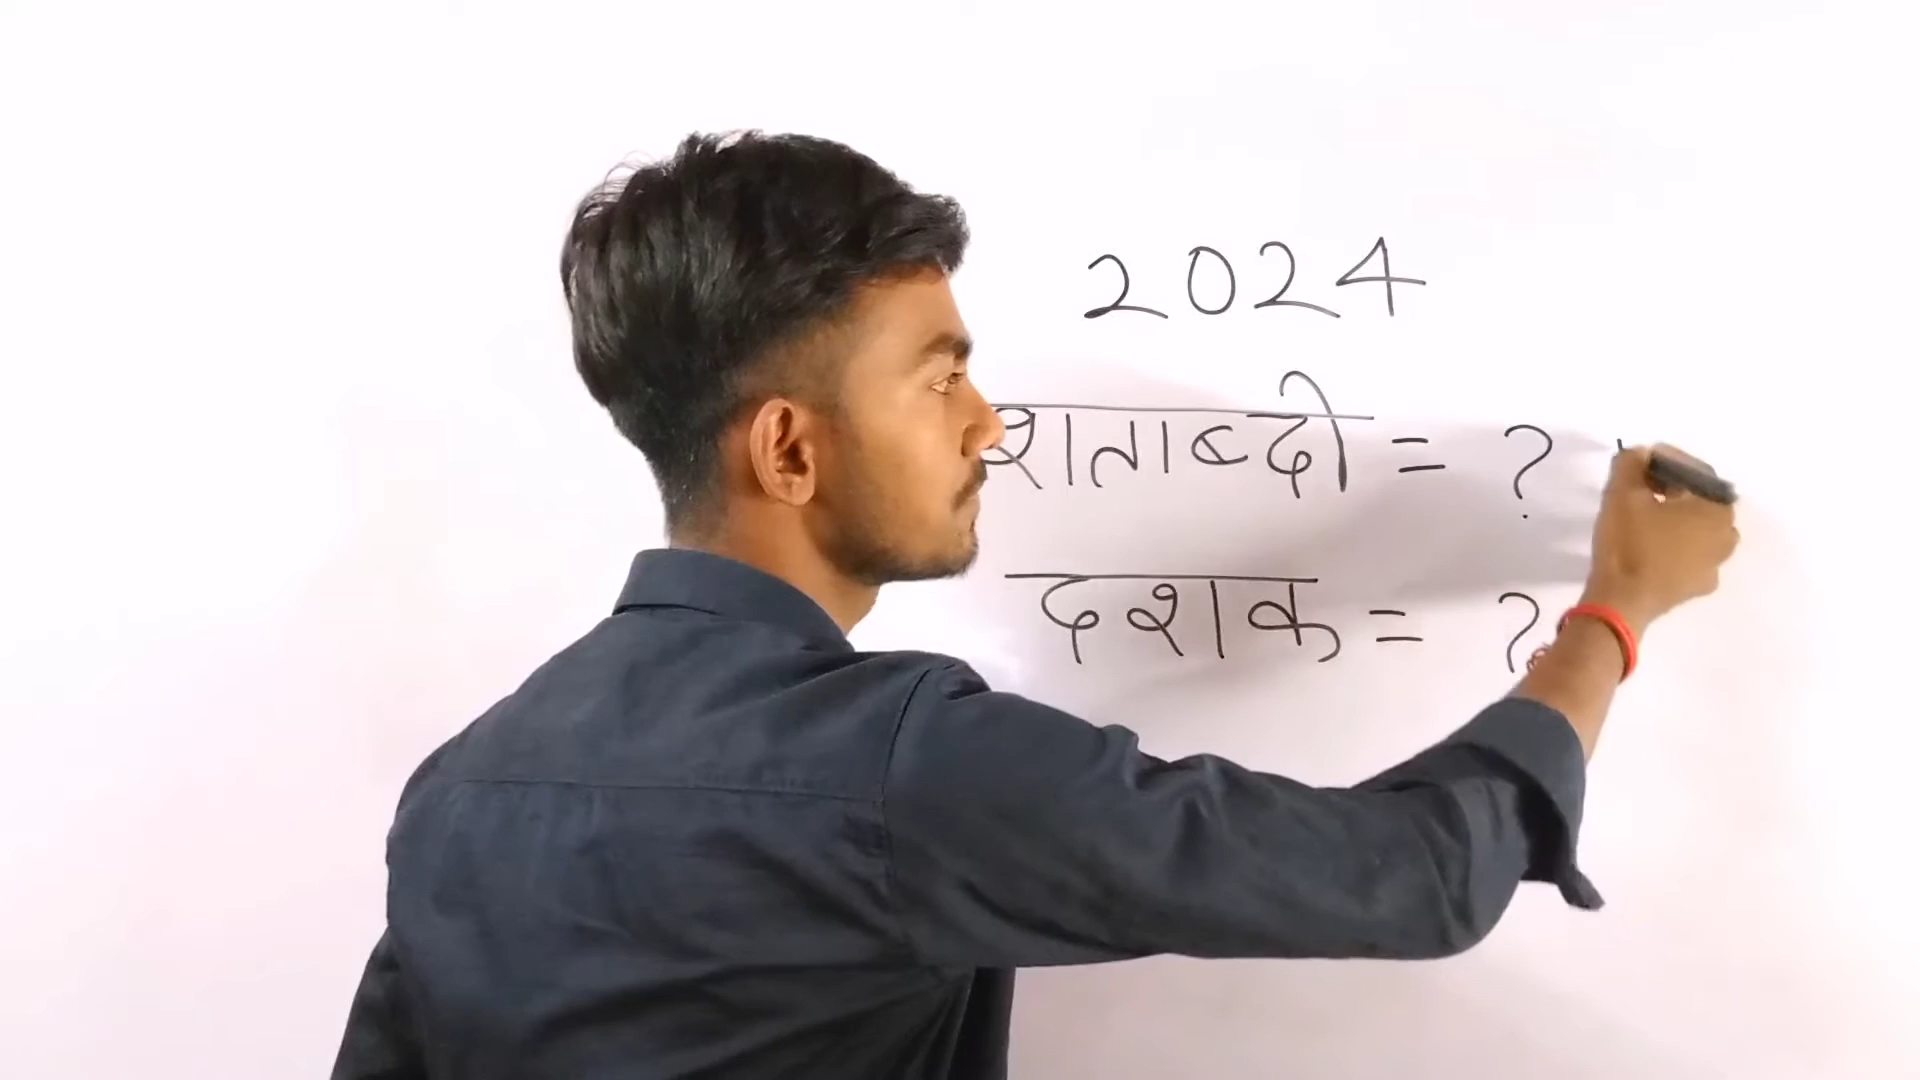 2024
शताब्दी = ?
दशक = ?